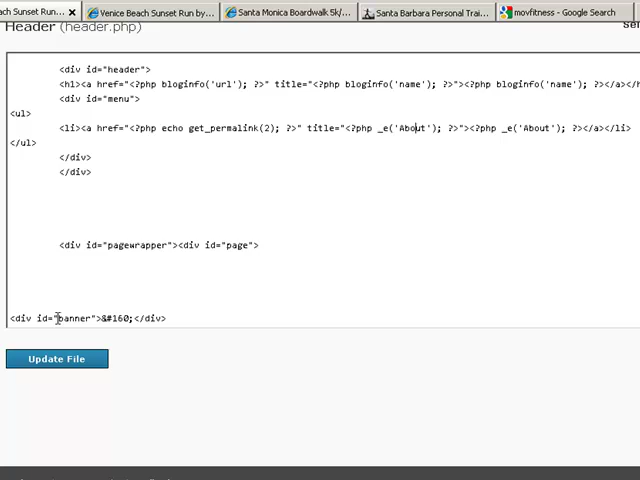 ch Sunset Run...
Venice Beach Sunset Run by...
Santa Monica Boardwalk 5k/...
Santa Barbara Personal Trai...
movfitness - Google Search
Header (header.php)
<div id="header">
<h1><a href="<?php bloginfo('url'); ?>" title="<?php bloginfo('name'); ?>"><?php bloginfo('name'); ?></a></h
<div id="menu">
<ul>
<li><a href="<?php echo get_permalink(2); ?>" title="<?php _e('About'); ?>"><?php _e('About'); ?></a></li>
</ul>
</div>
</div>
<div id="pagewrapper"><div id="page">
<div id="banner">&#160;</div>
Update File